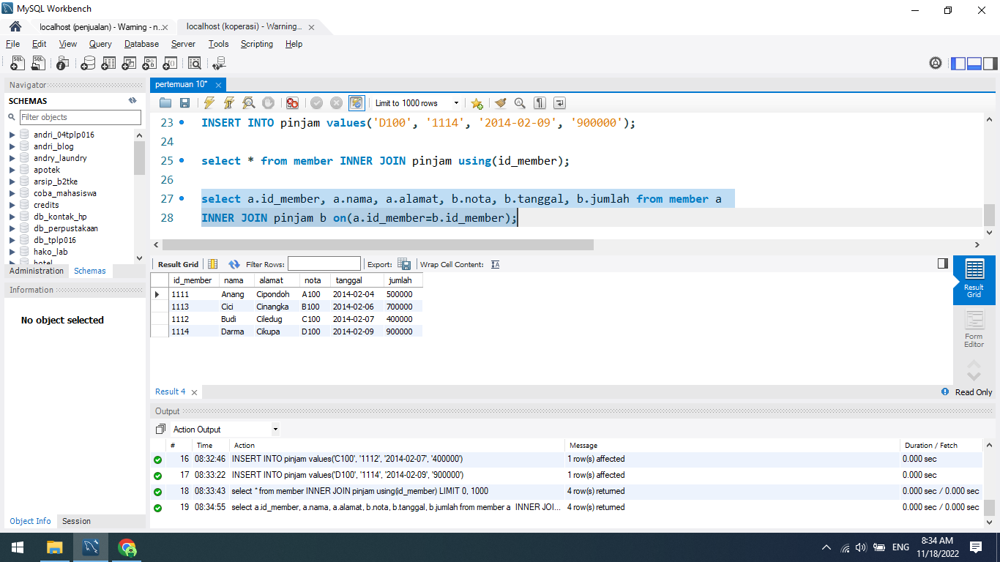 MySQL Workbench
localhost (penjualan) - Warning - n...
localhost (koperasi) - Warning...
File Edit View Query Database Server Tools Scripting Help
Navigator
SCHEMAS
Filter objects
andri_04tplp016
andri_blog
andry_laundry
apotek
arsip_b2tke
coba_mahasiswa
credits
db_kontak_hp
db_perpustakaan
db_tplp016
hako_lab
hotel
Administration Schemas
Information
No object selected
Object Info Session
pertemuan 10*
Limit to 1000 rows
23 INSERT INTO pinjam values('D100', '1114', '2014-02-09', '900000');
24
25 select * from member INNER JOIN pinjam using(id_member);
26
27 select a.id_member, a.nama, a.alamat, b.nota, b.tanggal, b.jumlah from member a
28 INNER JOIN pinjam b on(a.id_member=b.id_member);
Result Grid Filter Rows: Export: Wrap Cell Content:
id_member nama alamat nota tanggal jumlah
1111 Anang Cipondoh A100 2014-02-04 500000
1113 Cici Cinangka B100 2014-02-06 700000
1112 Budi Ciledug C100 2014-02-07 400000
1114 Darma Cikupa D100 2014-02-09 900000
Result
Grid
Form
Editor
Result 4
Read Only
Output
Action Output
# Time Action Message Duration / Fetch
16 08:32:46 INSERT INTO pinjam values('C100', '1112', '2014-02-07', '400000') 1 row(s) affected 0.000 sec
17 08:33:22 INSERT INTO pinjam values('D100', '1114', '2014-02-09', '900000') 1 row(s) affected 0.000 sec
18 08:33:43 select * from member INNER JOIN pinjam using(id_member) LIMIT 0, 1000 4 row(s) returned 0.000 sec / 0.000 sec
19 08:34:55 select a.id_member, a.nama, a.alamat, b.nota, b.tanggal, b.jumlah from member a INNER JOI... 4 row(s) returned 0.000 sec / 0.000 sec
ENG
8:34 AM
11/18/2022